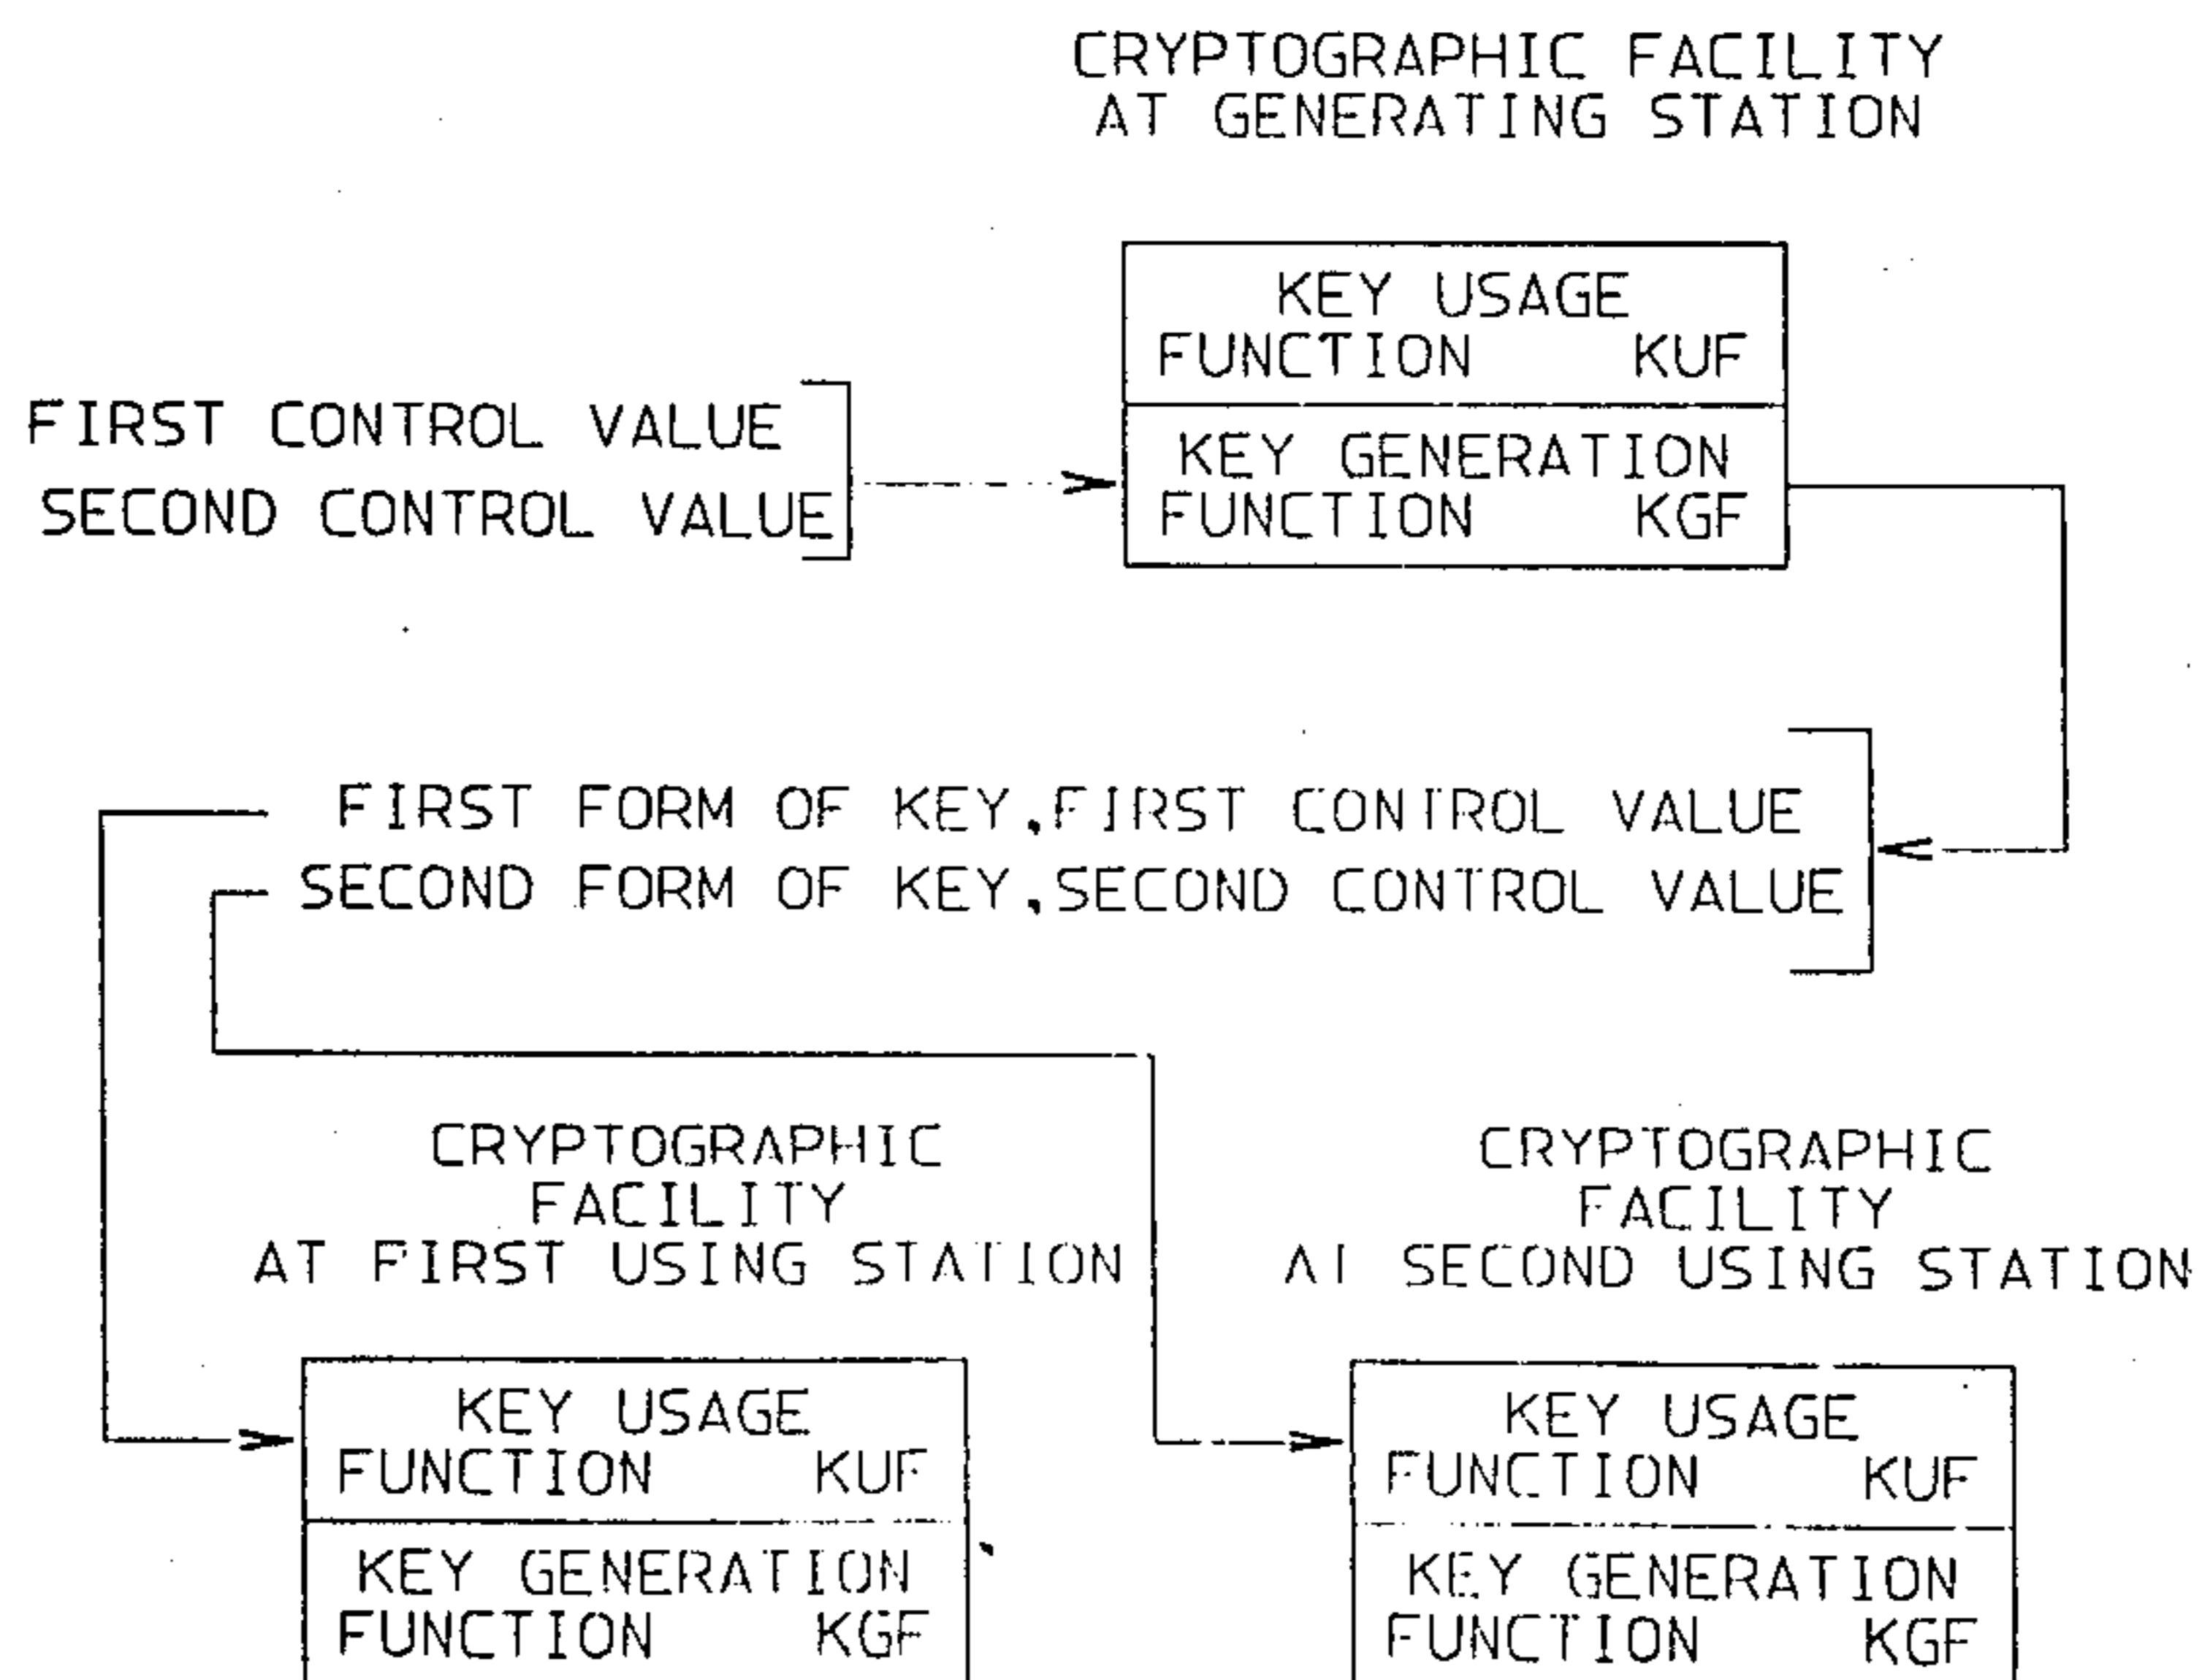 CRYPTOGRAPHIC FACILITY
AT GENERATING STATION
KEY USAGE
FUNCTION KUF
FIRST CONTROL VALUE
SECOND CONTROL VALUE
KEY GENERATION
FUNCTION KGF
FIRST FORM OF KEY,FIRST CONTROL VALUE
SECOND FORM OF KEY,SECOND CONTROL VALUE
CRYPTOGRAPHIC
FACILITY
AT FIRST USING STATION
CRYPTOGRAPHIC
FACILITY
AT SECOND USING STATION
KEY USAGE
FUNCTION KUF
KEY GENERATION
FUNCTION KGF
KEY USAGE
FUNCTION KUF
KEY GENERATION
FUNCTION KGF